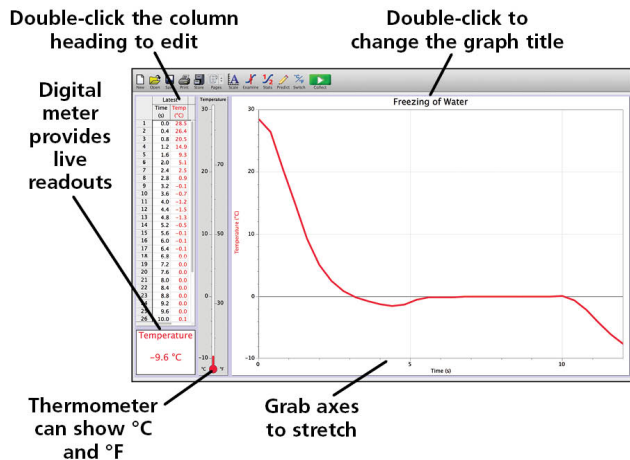 Double-click the column
heading to edit
Double-click to
change the graph title
Digital
meter
provides
live
readouts
New Open Save Print Store Pages Scale Examine Stats Predict Switch Collect
Latest
Time Temp
(s) (°C)
1 0.0 28.5
2 0.4 26.4
3 0.8 20.5
4 1.2 14.9
5 1.6 9.3
6 2.0 5.1
7 2.4 2.5
8 2.8 0.9
9 3.2 -0.1
10 3.6 -0.7
11 4.0 -1.2
12 4.4 -1.5
13 4.8 -1.3
14 5.2 -0.5
15 5.6 -0.1
16 6.0 -0.1
17 6.4 -0.1
18 6.8 0.0
19 7.2 0.0
20 7.6 0.0
21 8.0 0.0
22 8.4 0.0
23 8.8 0.0
24 9.2 0.0
25 9.6 0.0
26 10.0 0.1
Temperature
-9.6 °C
Temperature
30
70
20
10 50
0
30
-10
°C °F
Freezing of Water
Temperature (°C)
30
20
10
0
-10
0 5 10
Time (s)
Thermometer
can show °C
and °F
Grab axes
to stretch